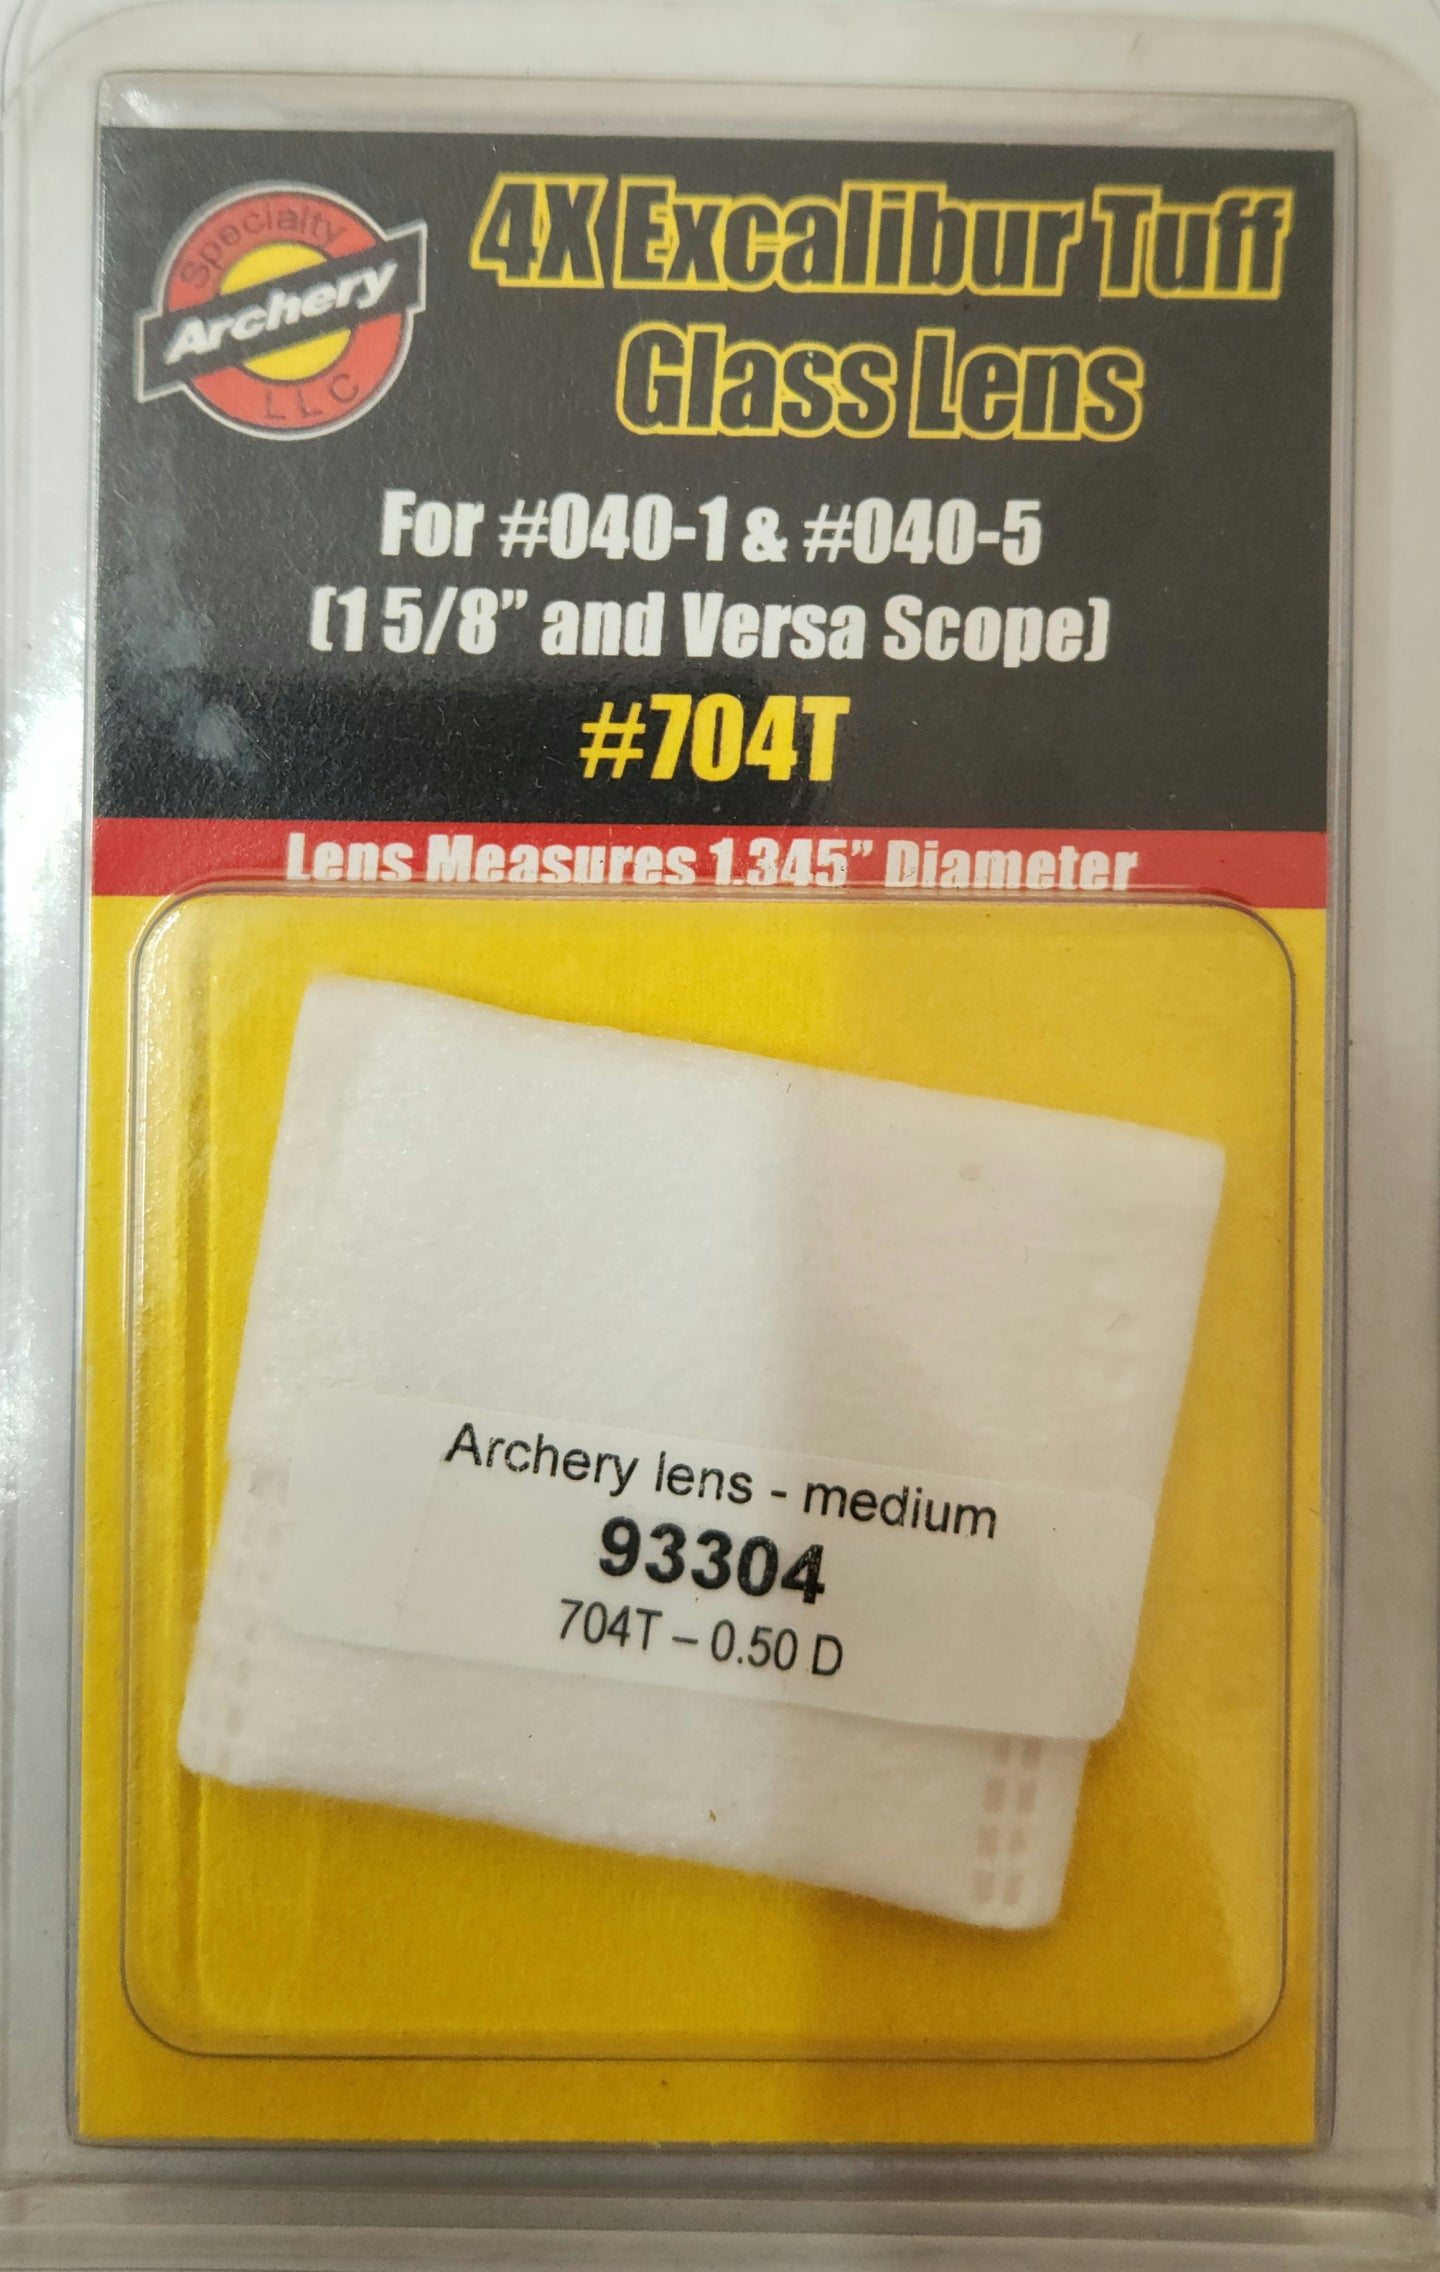 Specialty
Archery
LLC
4X Excalibur Tuff
Glass Lens
For #040-1 & #040-5
(1 5/8” and Versa Scope)
#704T
Lens Measures 1.345” Diameter
Archery lens - medium
93304
704T – 0.50 D